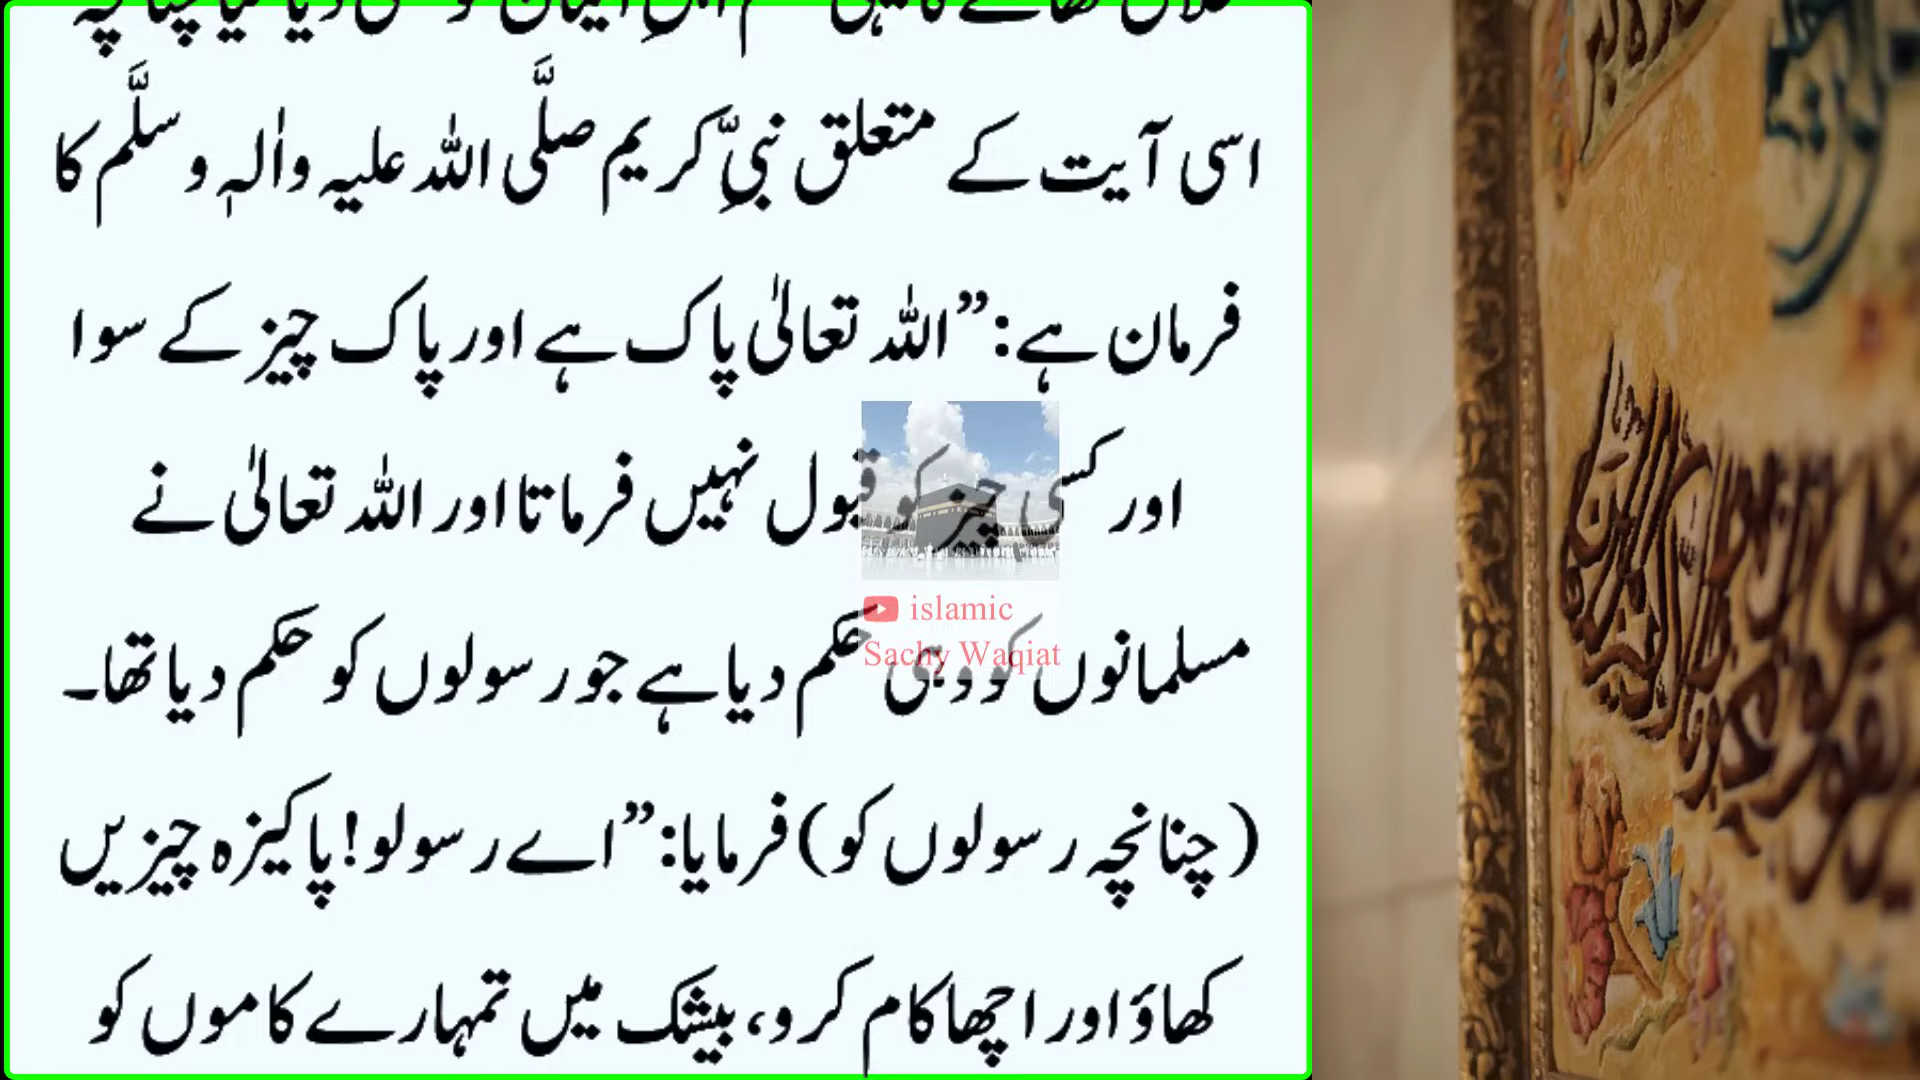 اسی آیت کے متعلق نبیِّ کریم صلَّی اللہ علیہ واٰلہٖ وسلَّم کا
فرمان ہے: ”اللہ تعالیٰ پاک ہے اور پاک چیز کے سوا
اور کسی چیز کو قبول نہیں فرماتا اور اللہ تعالیٰ نے
مسلمانوں کو وہی حکم دیا ہے جو رسولوں کو حکم دیا تھا۔
(چنانچہ رسولوں کو) فرمایا: ”اے رسولو! پاکیزہ چیزیں
کھاؤ اور اچھا کام کرو، بیشک میں تمہارے کاموں کو
islamic
Sachy Waqiat